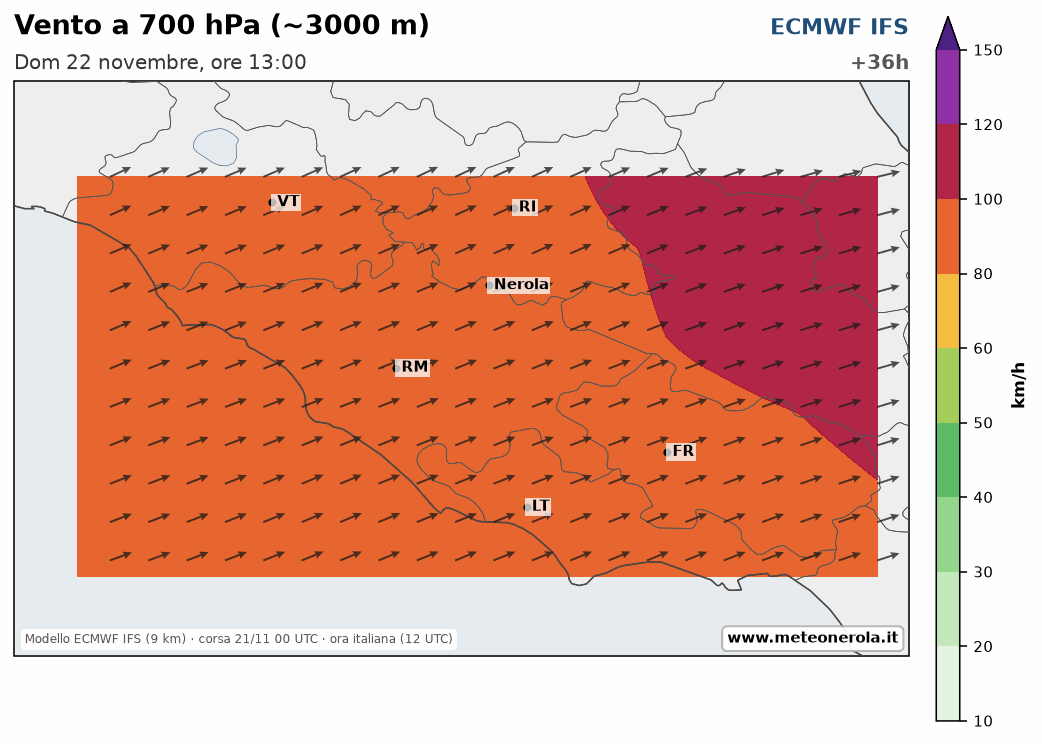 Vento a 700 hPa (~3000 m)
ECMWF IFS
Dom 22 novembre, ore 13:00
+36h
VT
RI
Nerola
RM
FR
LT
Modello ECMWF IFS (9 km) · corsa 21/11 00 UTC · ora italiana (12 UTC)
www.meteonerola.it
150
120
100
80
60
50
40
30
20
10
km/h